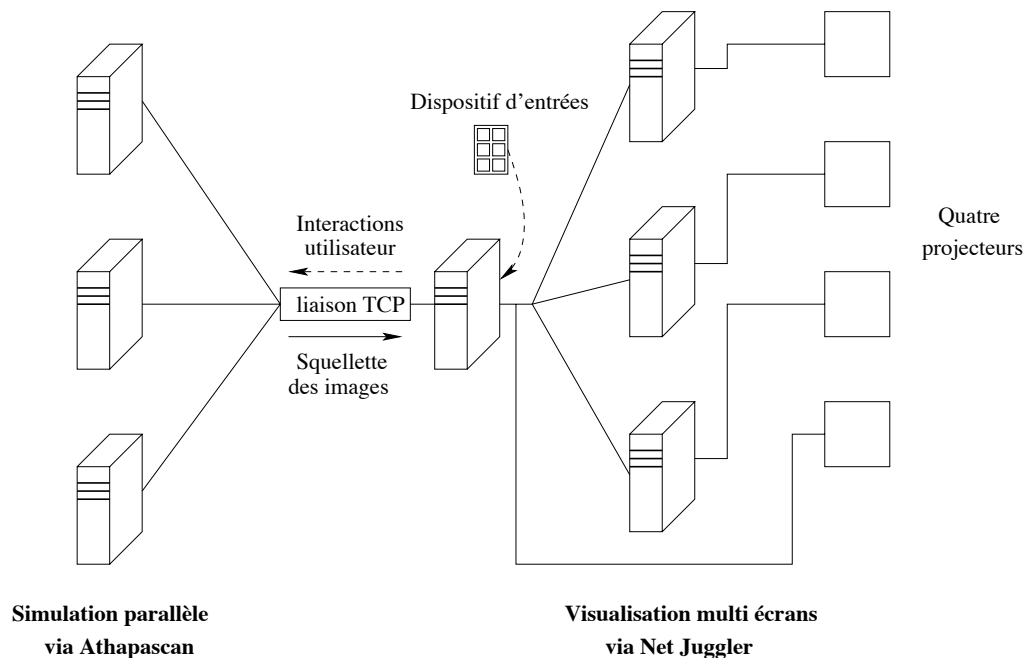 Dispositif d'entrées
Interactions
utilisateur
liaison TCP
Squellette
des images
Quatre
projecteurs
Simulation parallèle
via Athapascan
Visualisation multi écrans
via Net Juggler